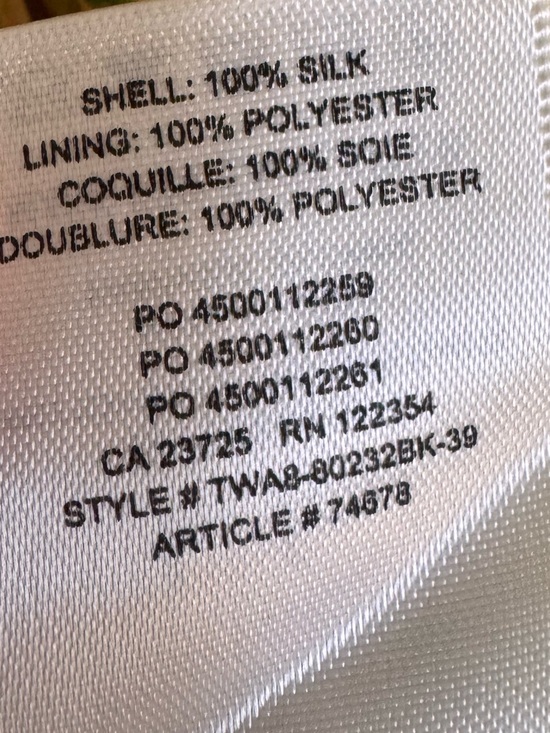 SHELL: 100% SILK
LINING: 100% POLYESTER
COQUILLE: 100% SOIE
DOUBLURE: 100% POLYESTER
PO 4500112259
PO 4500112260
PO 4500112261
CA 23725 RN 122354
STYLE # TWA8-80232BK-39
ARTICLE # 74678